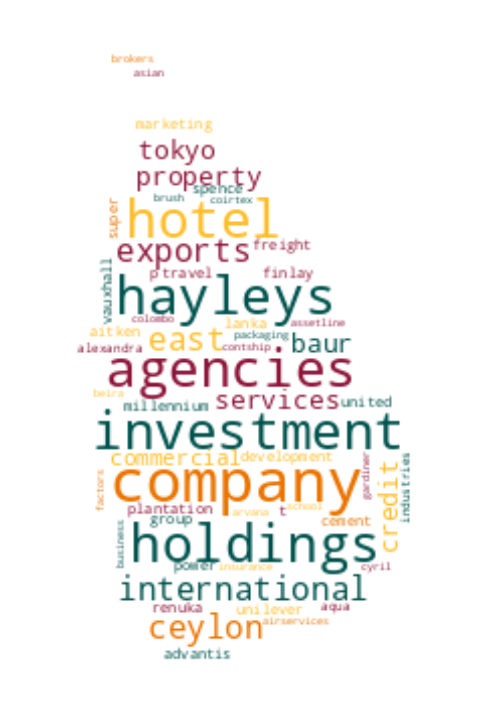 brokers
asian
marketing
tokyo
property
spence
brush
coirtex
super
hotel
exports
freight
p
travel
finlay
vauxhall
hayleys
colombo
lanka
assetline
aitken
east
packaging
baur
alexandra
contship
agencies
beira
millennium
services
united
investment
commercial
development
gardiner
industries
factors
company
credit
plantation
arvana
t
school
group
cement
business
holdings
power
insurance
cyril
international
renuka
unilever
aqua
ceylon
airservices
advantis